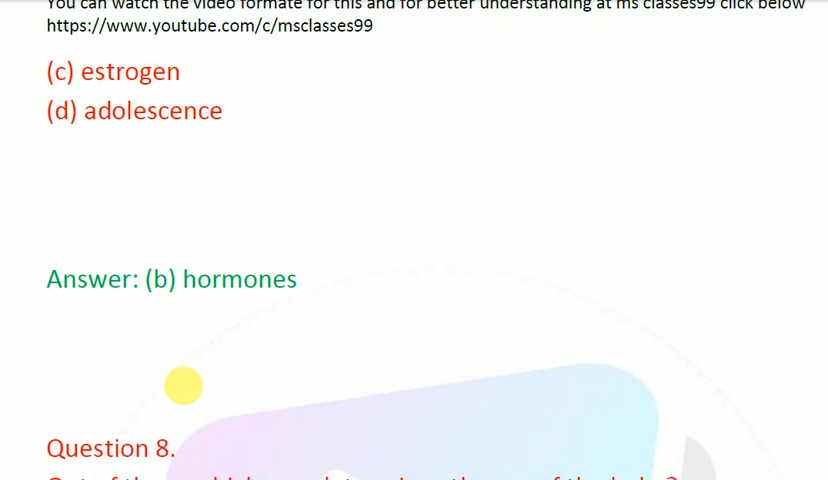 You can watch the video formate for this and for better understanding at ms classes99 click below
https://www.youtube.com/c/msclasses99
(c) estrogen
(d) adolescence
Answer: (b) hormones
Question 8.